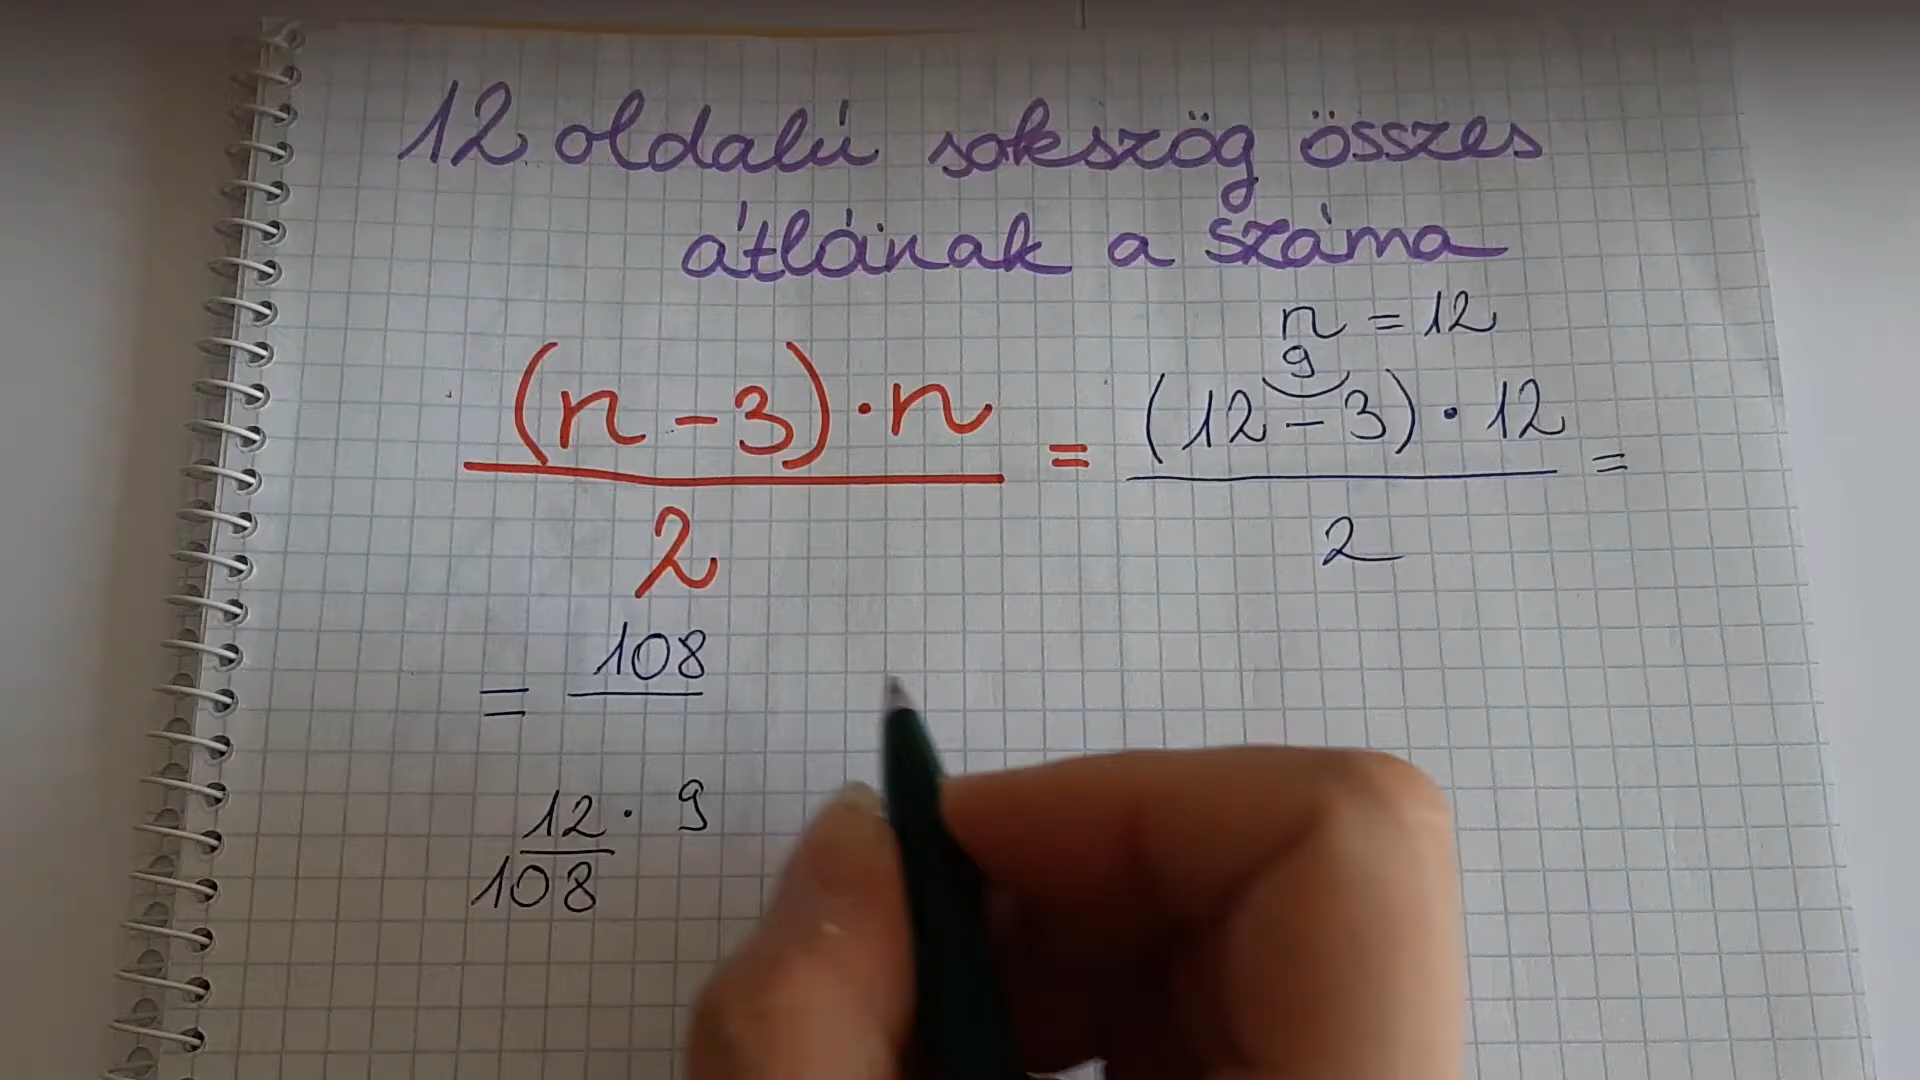 12 oldalú sokszög összes
átlóinak a száma
n = 12
9
(n - 3) · n = (12 - 3) · 12 =
2 2
= 108
12 · 9
108